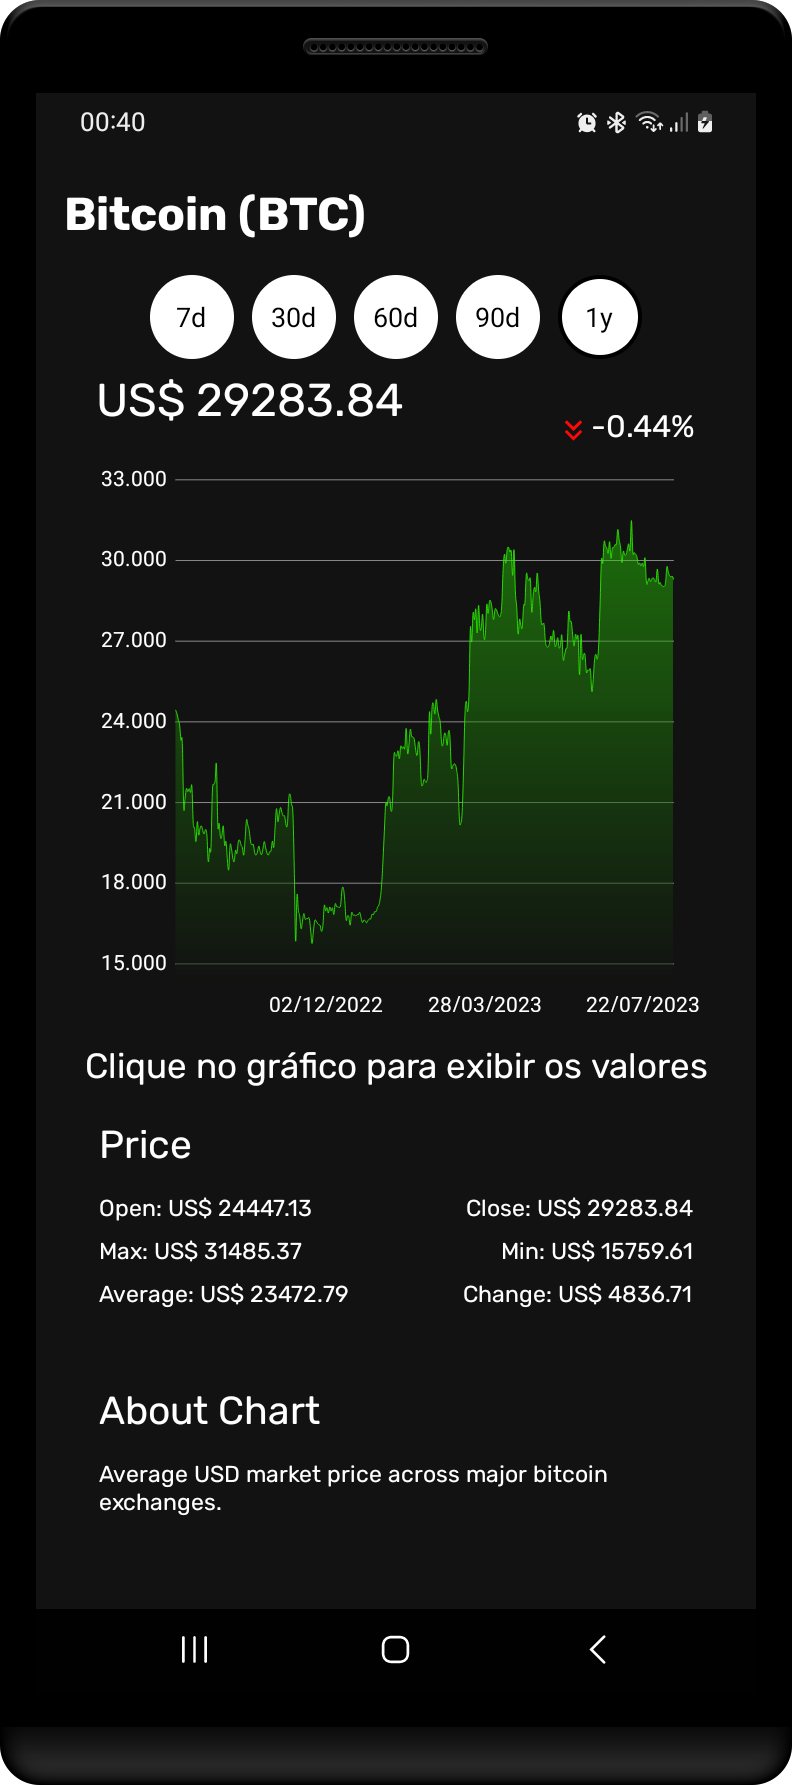 00:40
Bitcoin (BTC)
7d 30d 60d 90d 1y
US$ 29283.84
-0.44%
33.000
30.000
27.000
24.000
21.000
18.000
15.000
02/12/2022 28/03/2023 22/07/2023
Clique no gráfico para exibir os valores
Price
Open: US$ 24447.13 Close: US$ 29283.84
Max: US$ 31485.37 Min: US$ 15759.61
Average: US$ 23472.79 Change: US$ 4836.71
About Chart
Average USD market price across major bitcoin
exchanges.